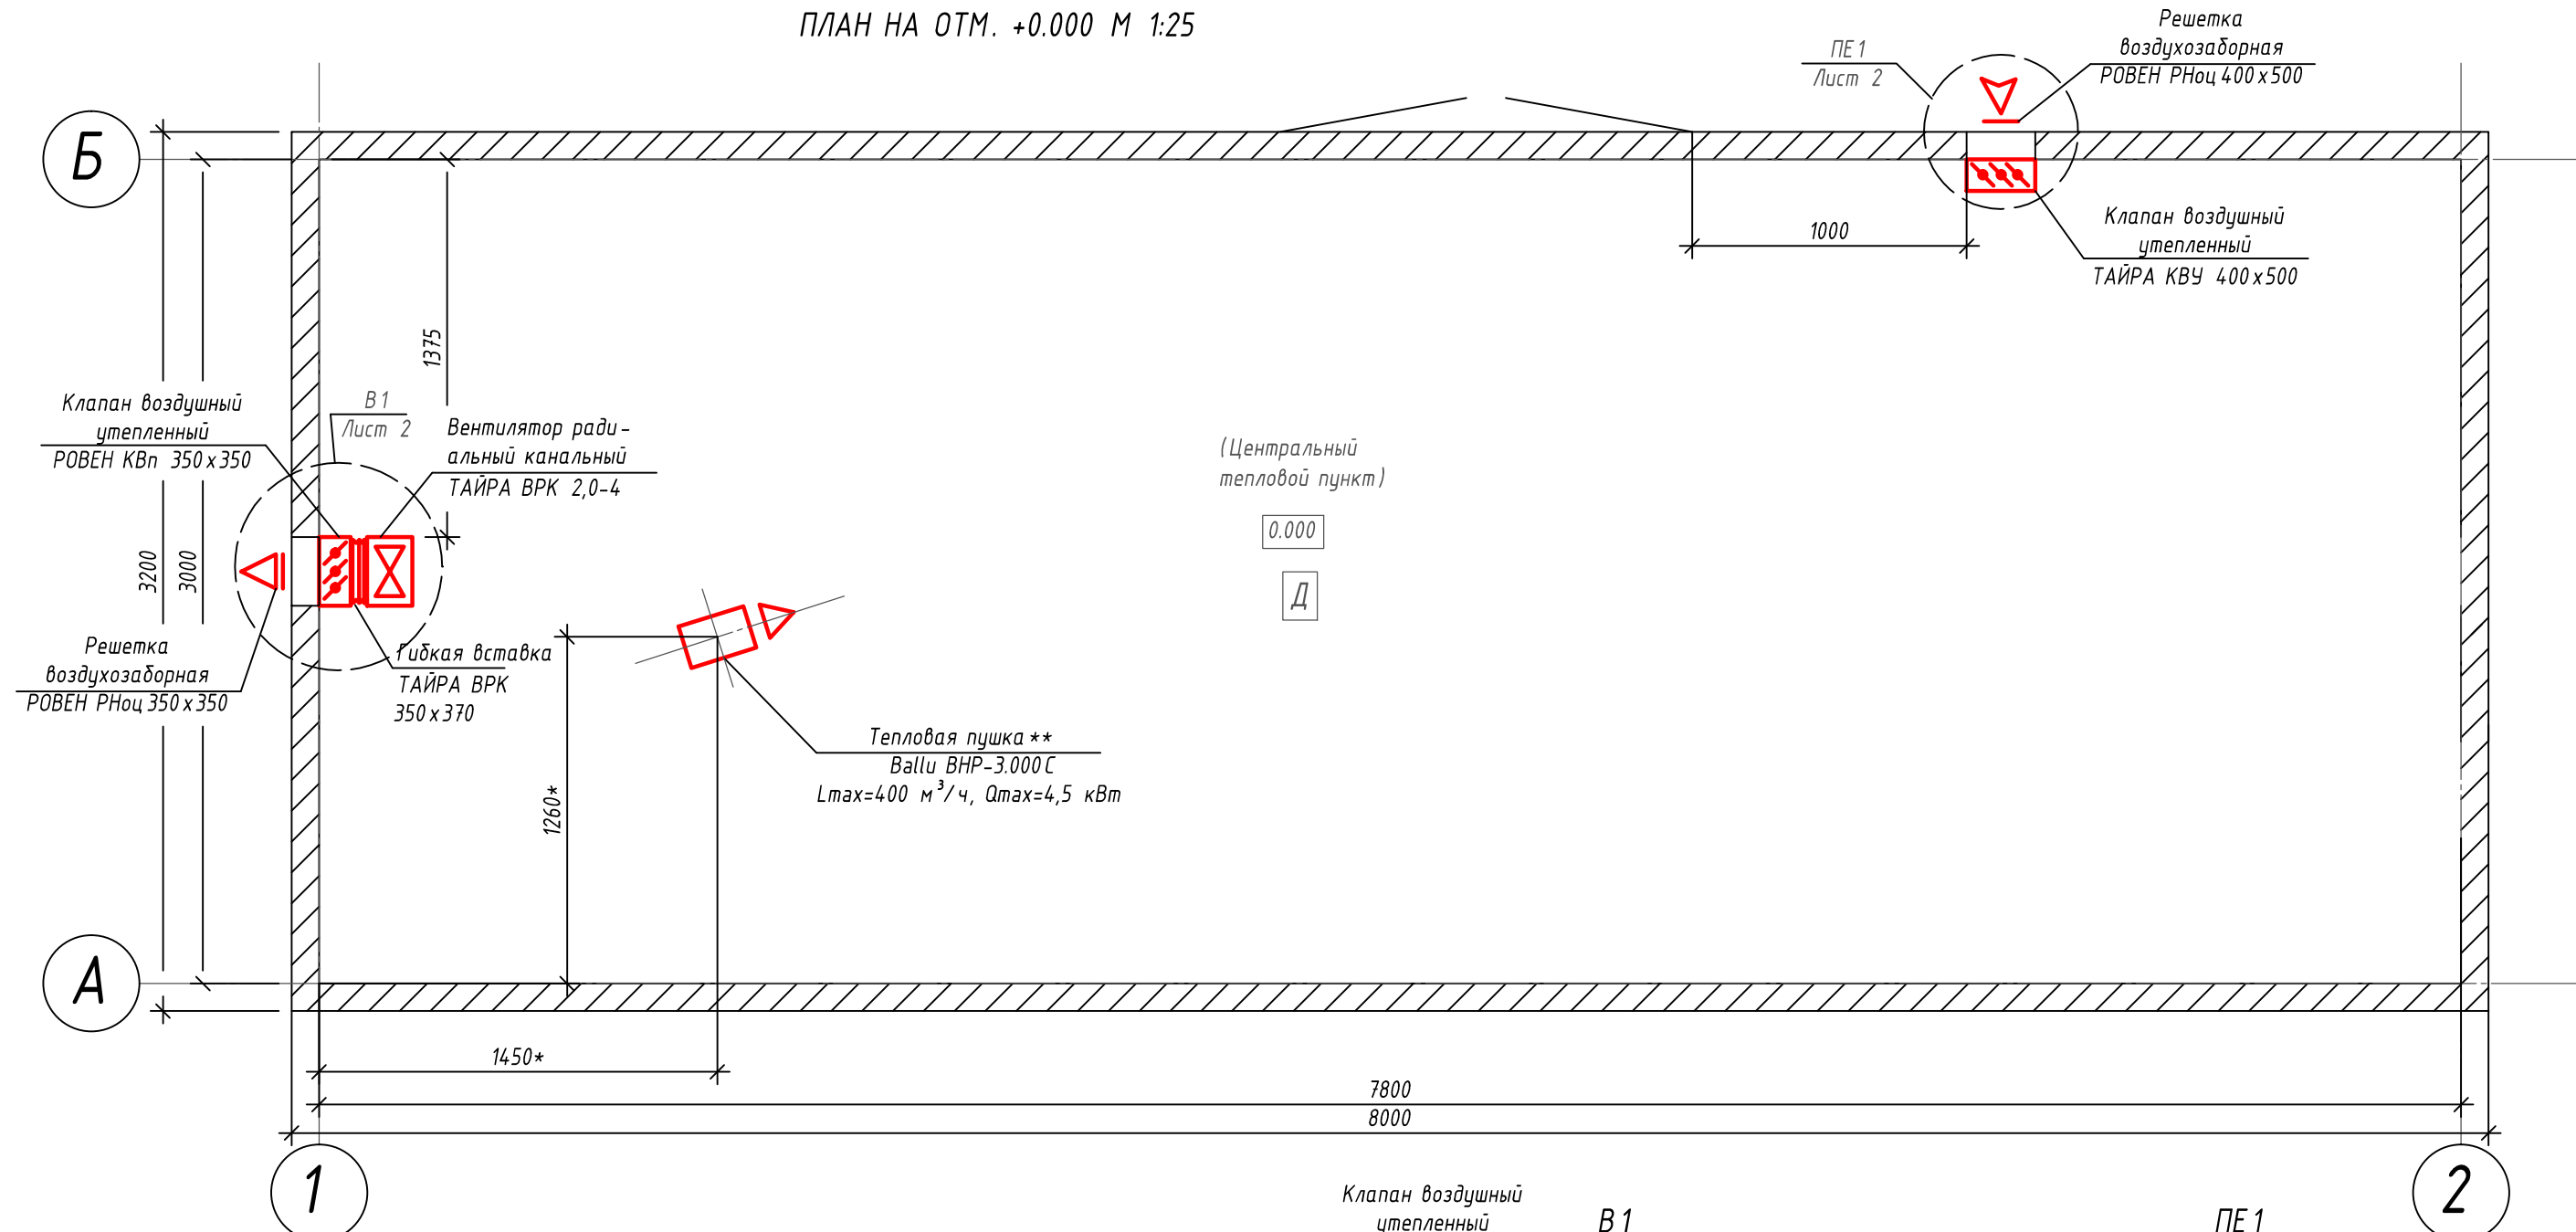 ПЛАН НА ОТМ. +0.000 М 1:25
ПЕ1
Лист 2
Решетка
воздухозаборная
РОВЕН РНоц 400х500
Б
1000
Клапан воздушный
утепленный
ТАЙРА КВУ 400х500
1375
Клапан воздушный
утепленный
РОВЕН КВп 350х350
В1
Лист 2
Вентилятор ради-
альный канальный
ТАЙРА ВРК 2,0-4
(Центральный
тепловой пункт)
0.000
Д
3200
3000
Решетка
воздухозаборная
РОВЕН РНоц 350х350
Гибкая вставка
ТАЙРА ВРК
350х370
Тепловая пушка**
Ballu BHP-3.000C
Lmax=400 м³/ч, Qmax=4,5 кВт
1260*
А
1450*
7800
8000
1
2
Клапан воздушный
утепленный
В1
ПЕ1